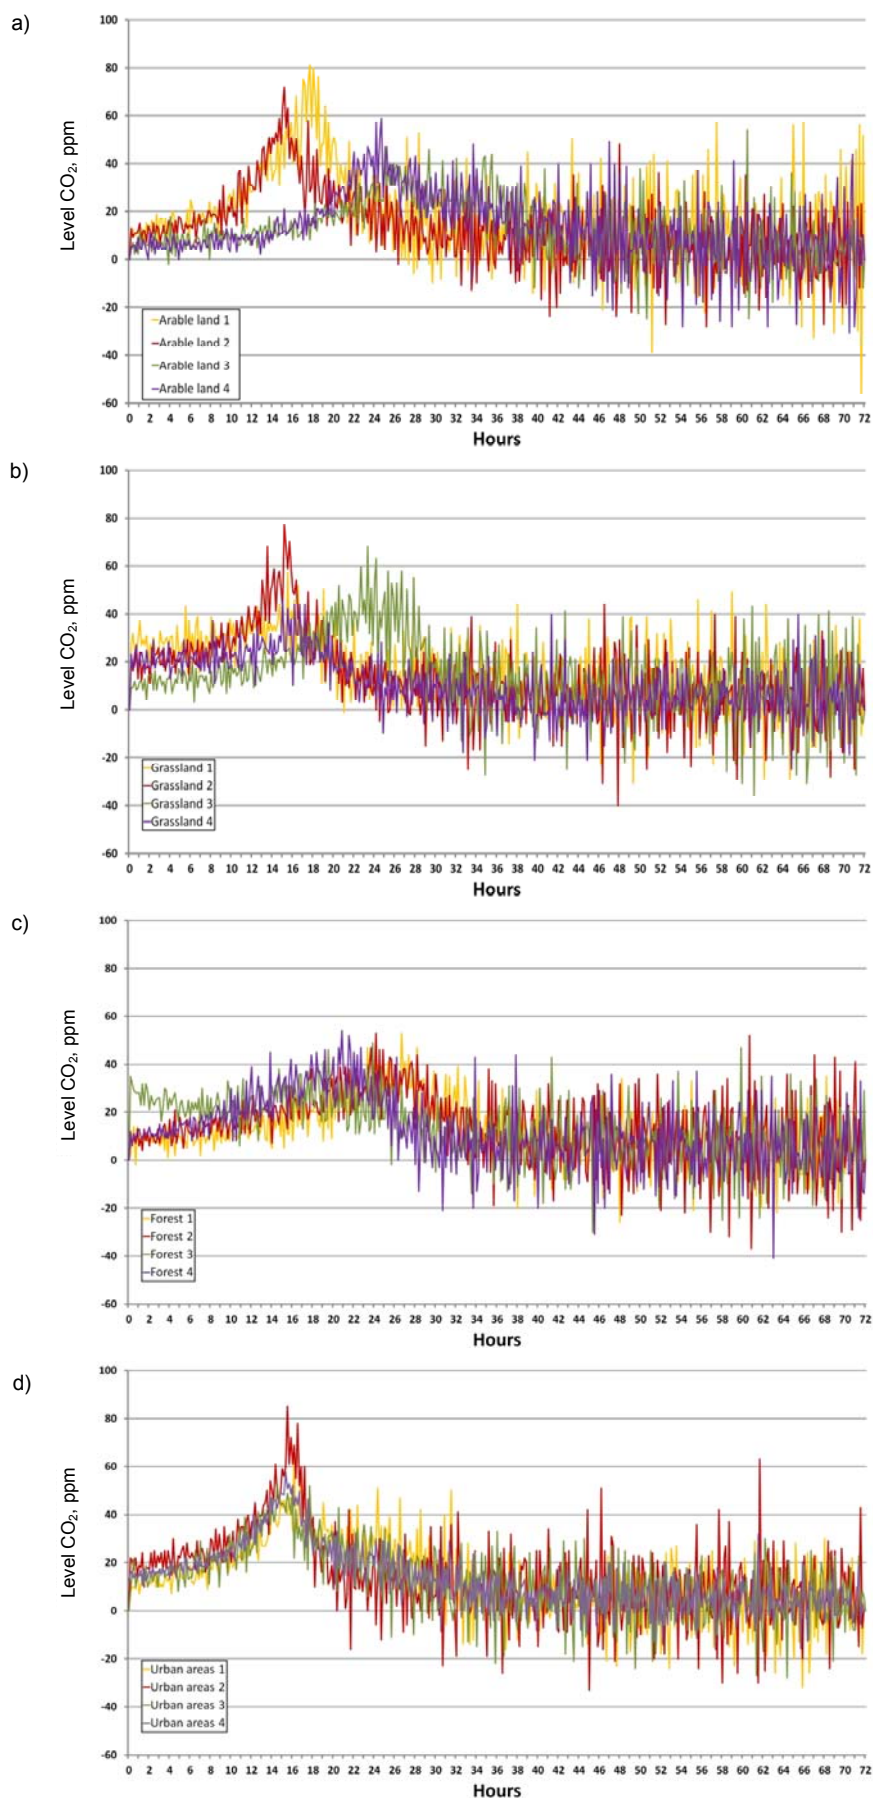 a)
Level CO₂, ppm
100
80
60
40
20
0
-20
-40
-60
Arable land 1
Arable land 2
Arable land 3
Arable land 4
0 2 4 6 8 10 12 14 16 18 20 22 24 26 28 30 32 34 36 38 40 42 44 46 48 50 52 54 56 58 60 62 64 66 68 70 72
Hours
b)
Level CO₂, ppm
100
80
60
40
20
0
-20
-40
-60
Grassland 1
Grassland 2
Grassland 3
Grassland 4
0 2 4 6 8 10 12 14 16 18 20 22 24 26 28 30 32 34 36 38 40 42 44 46 48 50 52 54 56 58 60 62 64 66 68 70 72
Hours
c)
Level CO₂, ppm
100
80
60
40
20
0
-20
-40
-60
Forest 1
Forest 2
Forest 3
Forest 4
0 2 4 6 8 10 12 14 16 18 20 22 24 26 28 30 32 34 36 38 40 42 44 46 48 50 52 54 56 58 60 62 64 66 68 70 72
Hours
d)
Level CO₂, ppm
100
80
60
40
20
0
-20
-40
-60
Urban areas 1
Urban areas 2
Urban areas 3
Urban areas 4
0 2 4 6 8 10 12 14 16 18 20 22 24 26 28 30 32 34 36 38 40 42 44 46 48 50 52 54 56 58 60 62 64 66 68 70 72
Hours